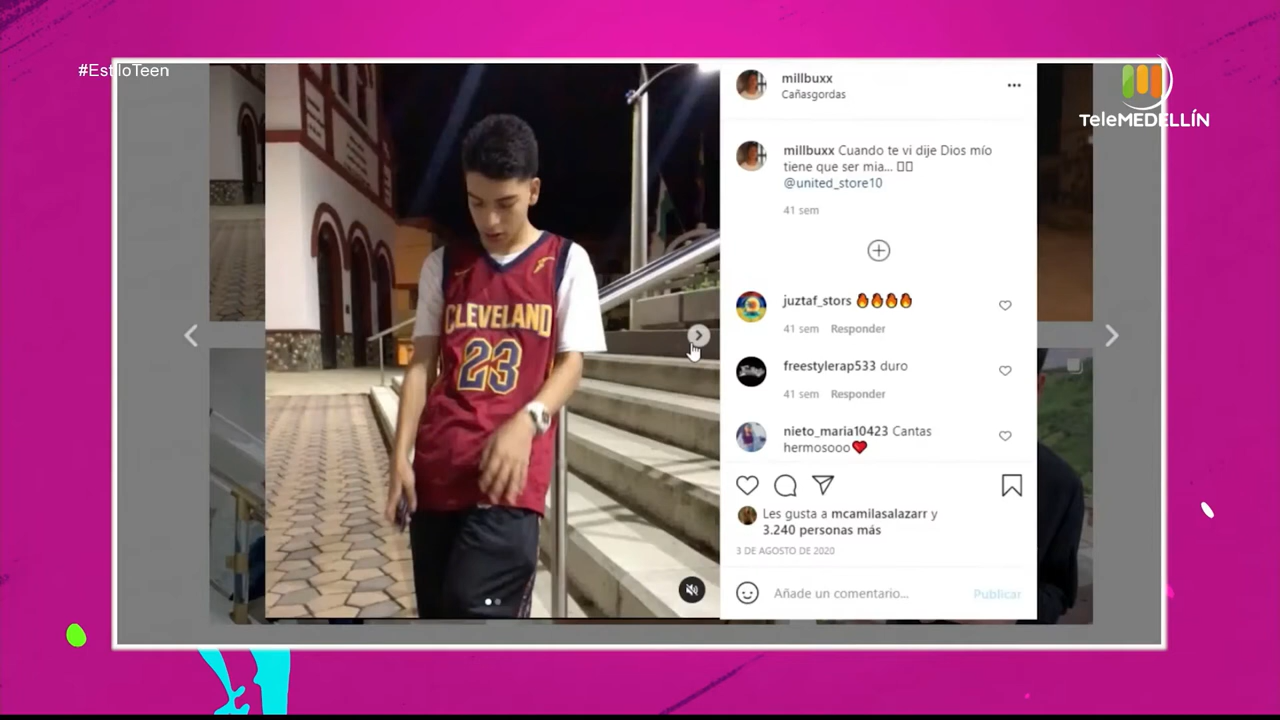 #EstiloTeen
TeleMEDELLÍN
CLEVELAND
23
millbuxx
Cañasgordas
millbuxx Cuando te vi dije Dios mío
tiene que ser mia...
@united_store10
41 sem
juztaf_stors 🔥🔥🔥🔥
41 sem Responder
freestylerap533 duro
41 sem Responder
nieto_maria10423 Cantas
hermosooo❤️
Les gusta a mcamilasalazarr y
3.240 personas más
3 DE AGOSTO DE 2020
Añade un comentario...
Publicar